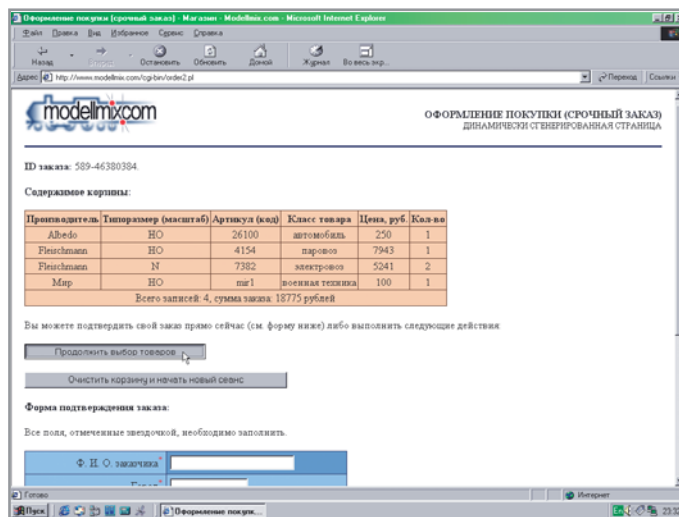 Оформление покупки (срочный заказ) - Магазин - Modellmix.com - Microsoft Internet Explorer
Файл Правка Вид Избранное Сервис Справка
Назад Вперед Остановить Обновить Домой Журнал Во весь экр...
Адрес http://www.modellmix.com/cgi-bin/order2.pl Переход Ссылки
modellmixcom
ОФОРМЛЕНИЕ ПОКУПКИ (СРОЧНЫЙ ЗАКАЗ)
ДИНАМИЧЕСКИ СГЕНЕРИРОВАННАЯ СТРАНИЦА
ID заказа: 589-46380384.
Содержимое корзины:
Производитель Типоразмер (масштаб) Артикул (код) Класс товара Цена, руб. Кол-во
Albedo HO 26100 автомобиль 250 1
Fleischmann HO 4154 паровоз 7943 1
Fleischmann N 7382 электровоз 5241 2
Мир HO mir1 военная техника 100 1
Всего записей: 4, сумма заказа: 18775 рублей
Вы можете подтвердить свой заказ прямо сейчас (см. форму ниже) либо выполнить следующие действия:
Продолжить выбор товаров
Очистить корзину и начать новый сеанс
Форма подтверждения заказа:
Все поля, отмеченные звездочкой, необходимо заполнить.
Ф. И. О. заказчика*
Город*
Готово Интернет
Пуск Оформление покупк... 23:32